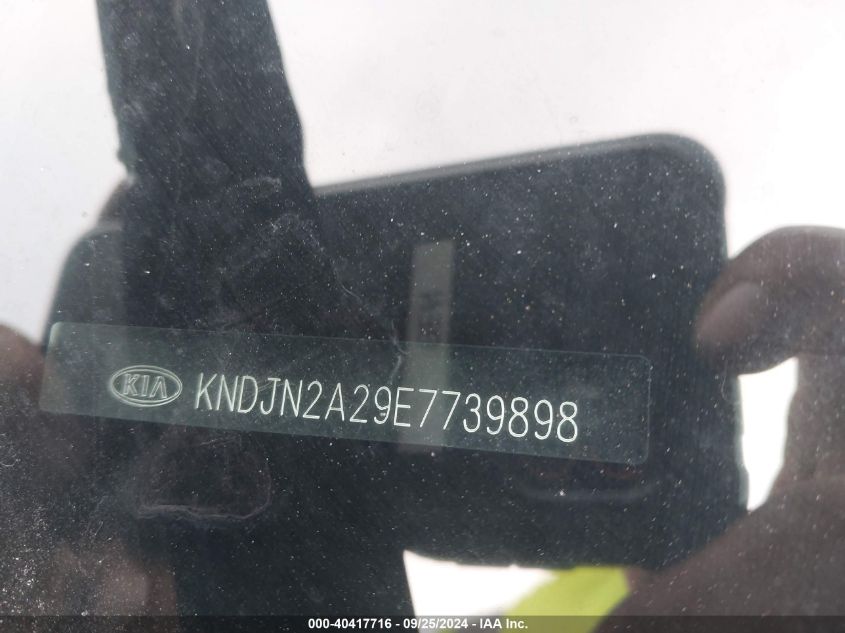 KIA KNDJN2A29E7739898
000-40417716 - 09/25/2024 - IAA Inc.